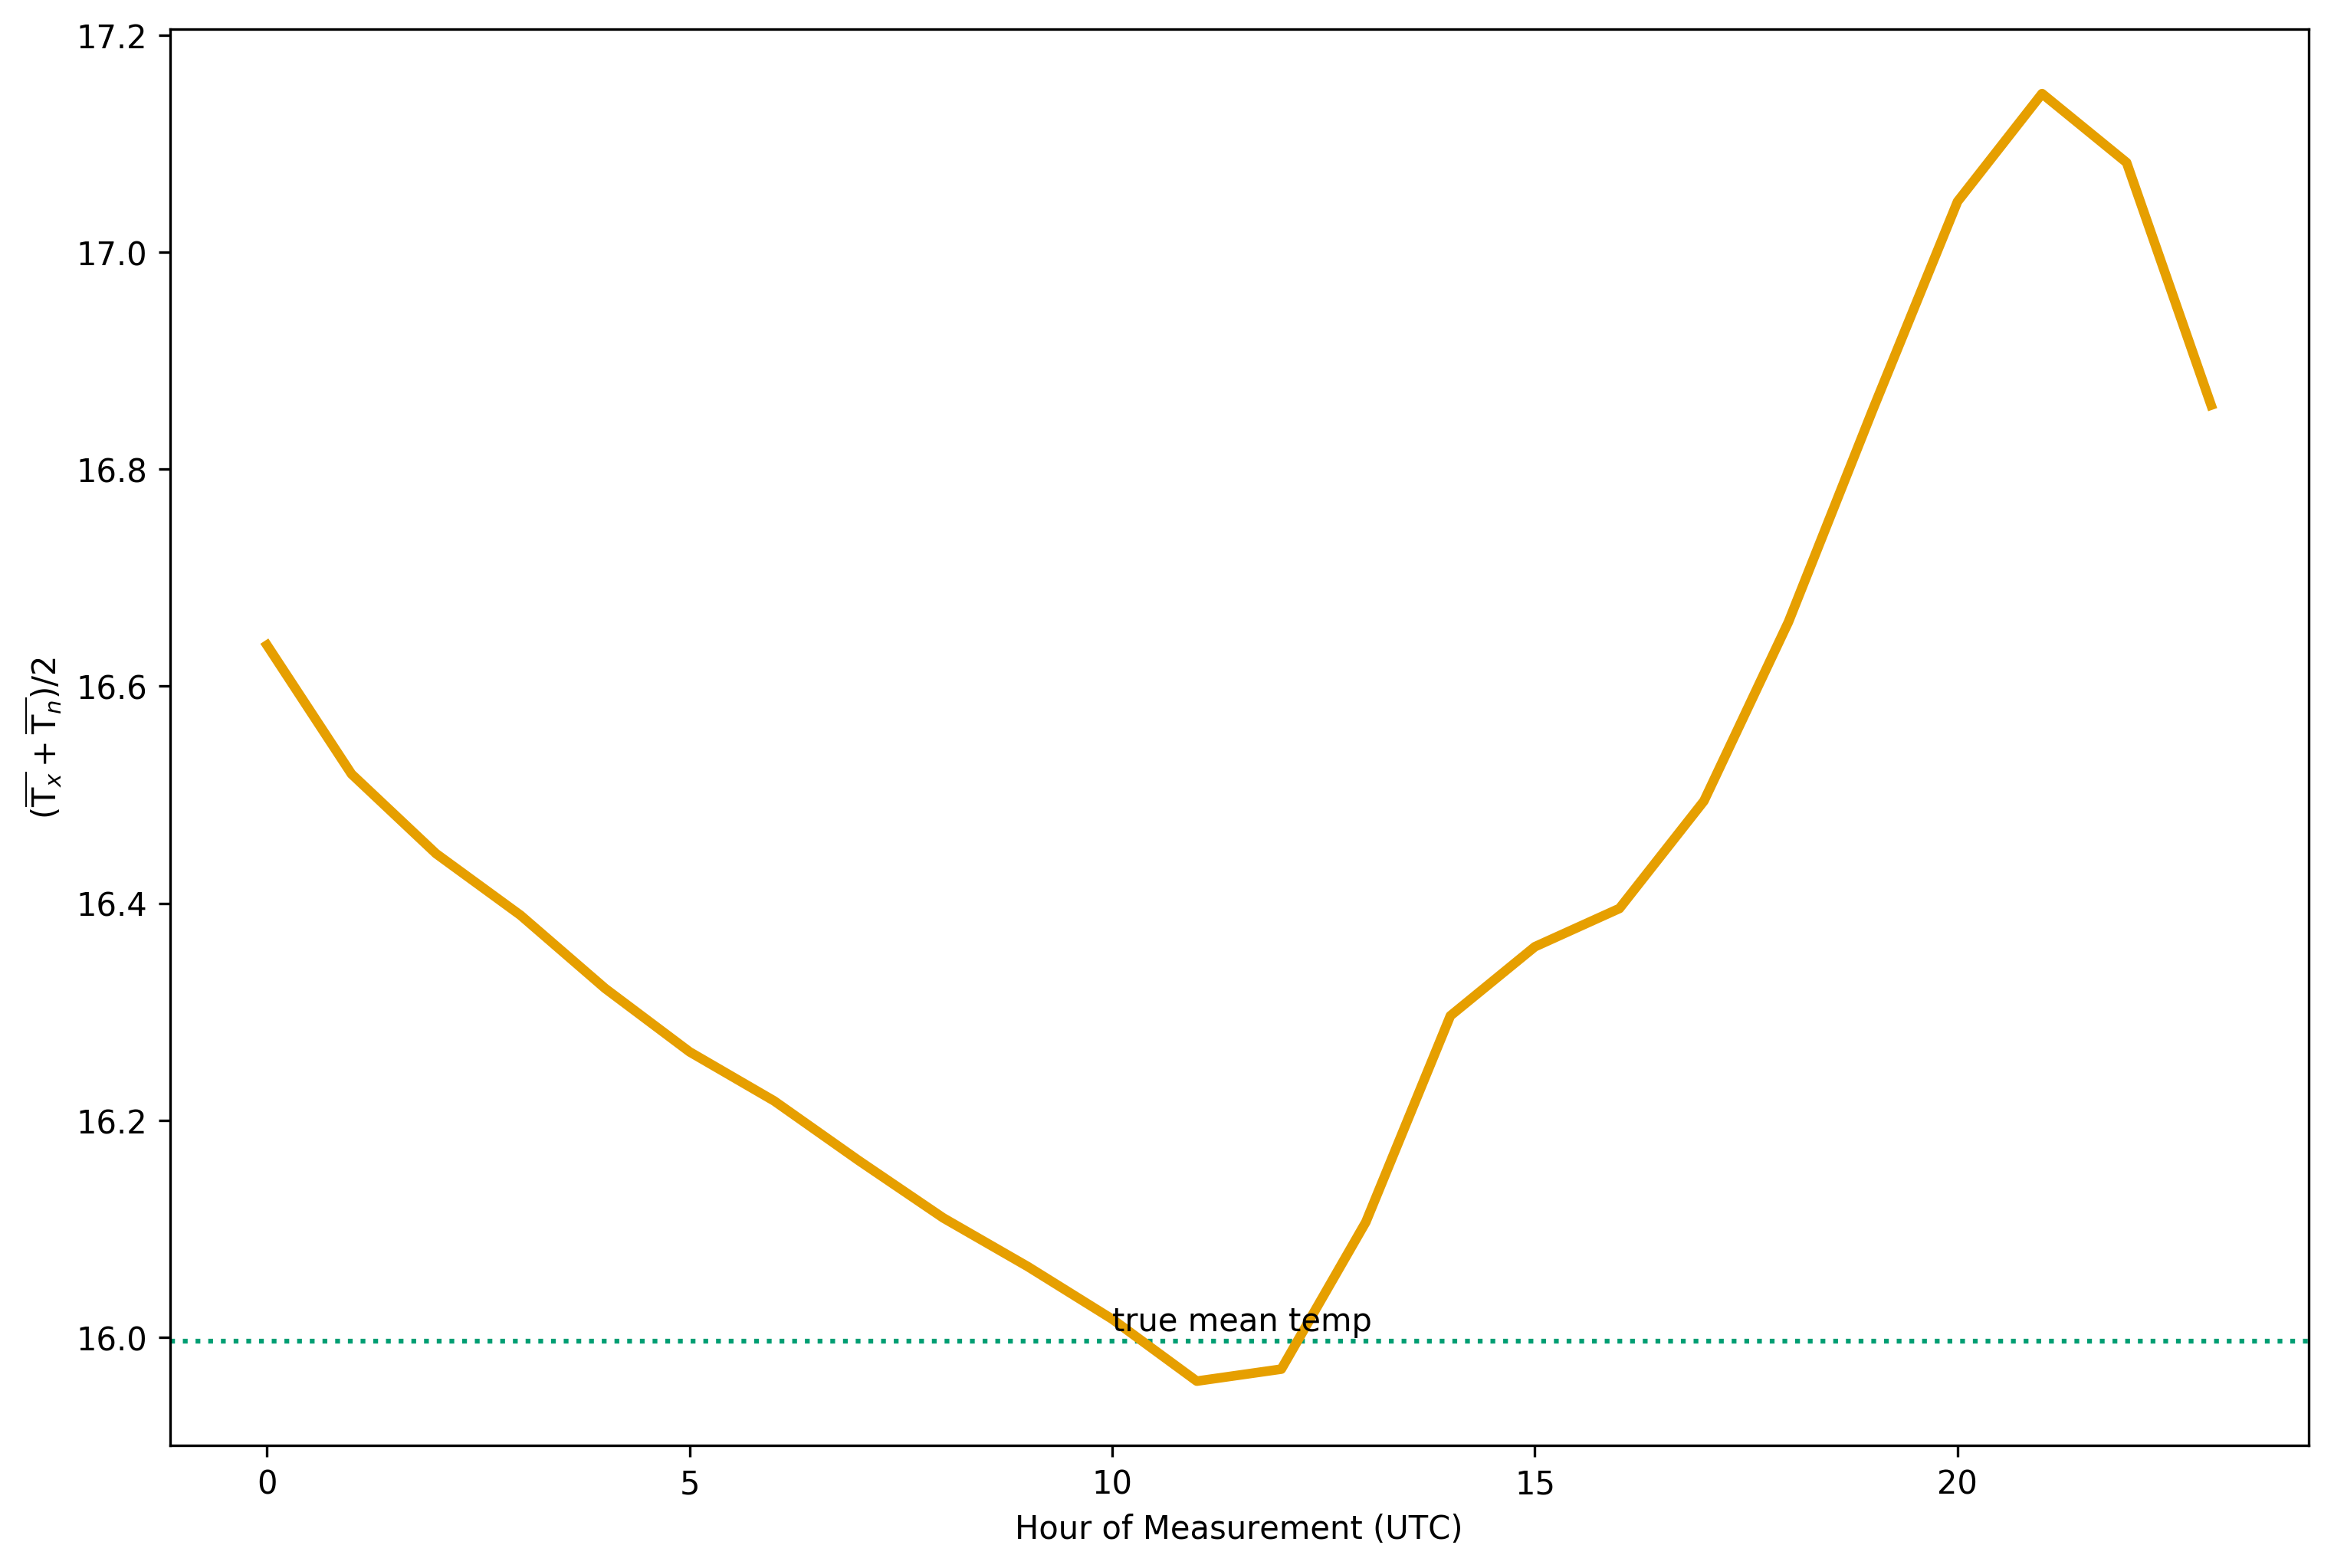 17.2
17.0
16.8
16.6
16.4
16.2
16.0
(T̅ₓ + T̅ₙ)/2
true mean temp
0 5 10 15 20
Hour of Measurement (UTC)